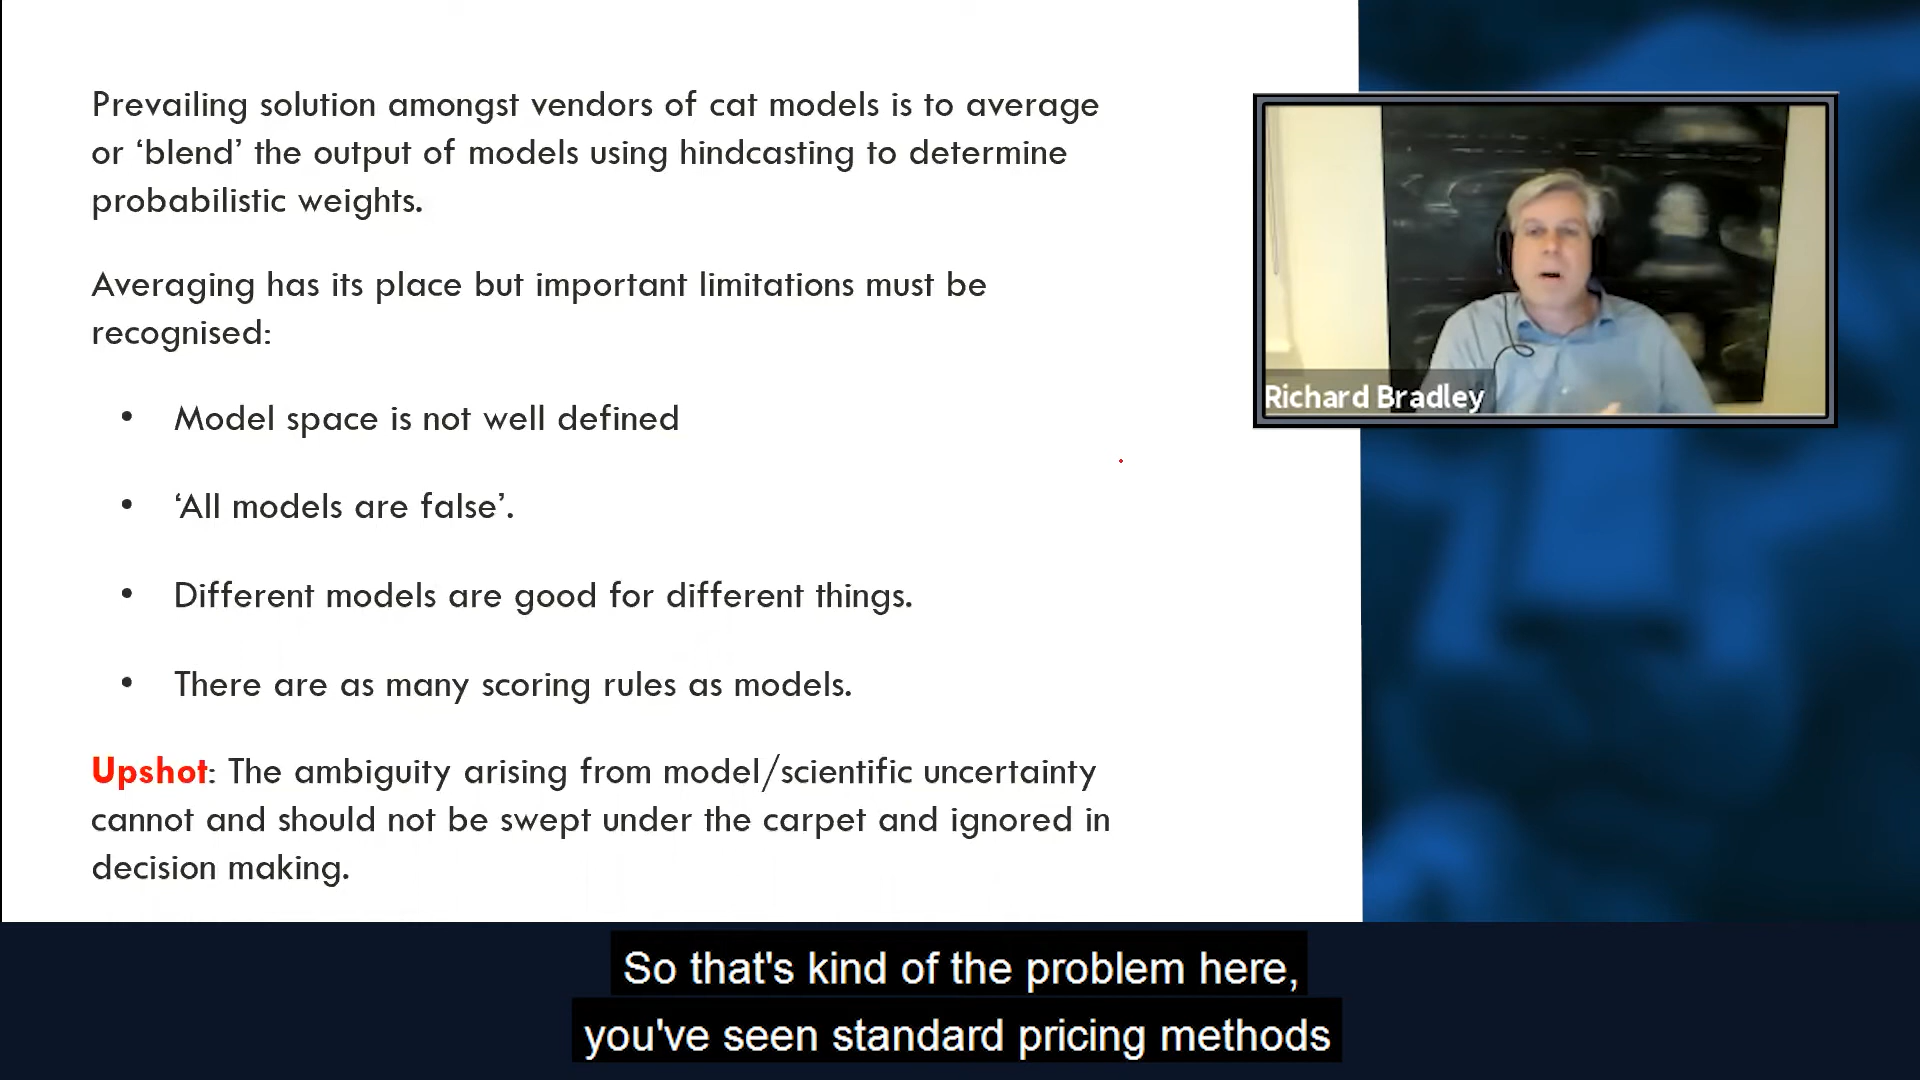 Prevailing solution amongst vendors of cat models is to average
or ‘blend’ the output of models using hindcasting to determine
probabilistic weights.
Averaging has its place but important limitations must be
recognised:
• Model space is not well defined
• ‘All models are false’.
• Different models are good for different things.
• There are as many scoring rules as models.
Upshot: The ambiguity arising from model/scientific uncertainty
cannot and should not be swept under the carpet and ignored in
decision making.
Richard Bradley
So that's kind of the problem here,
you've seen standard pricing methods